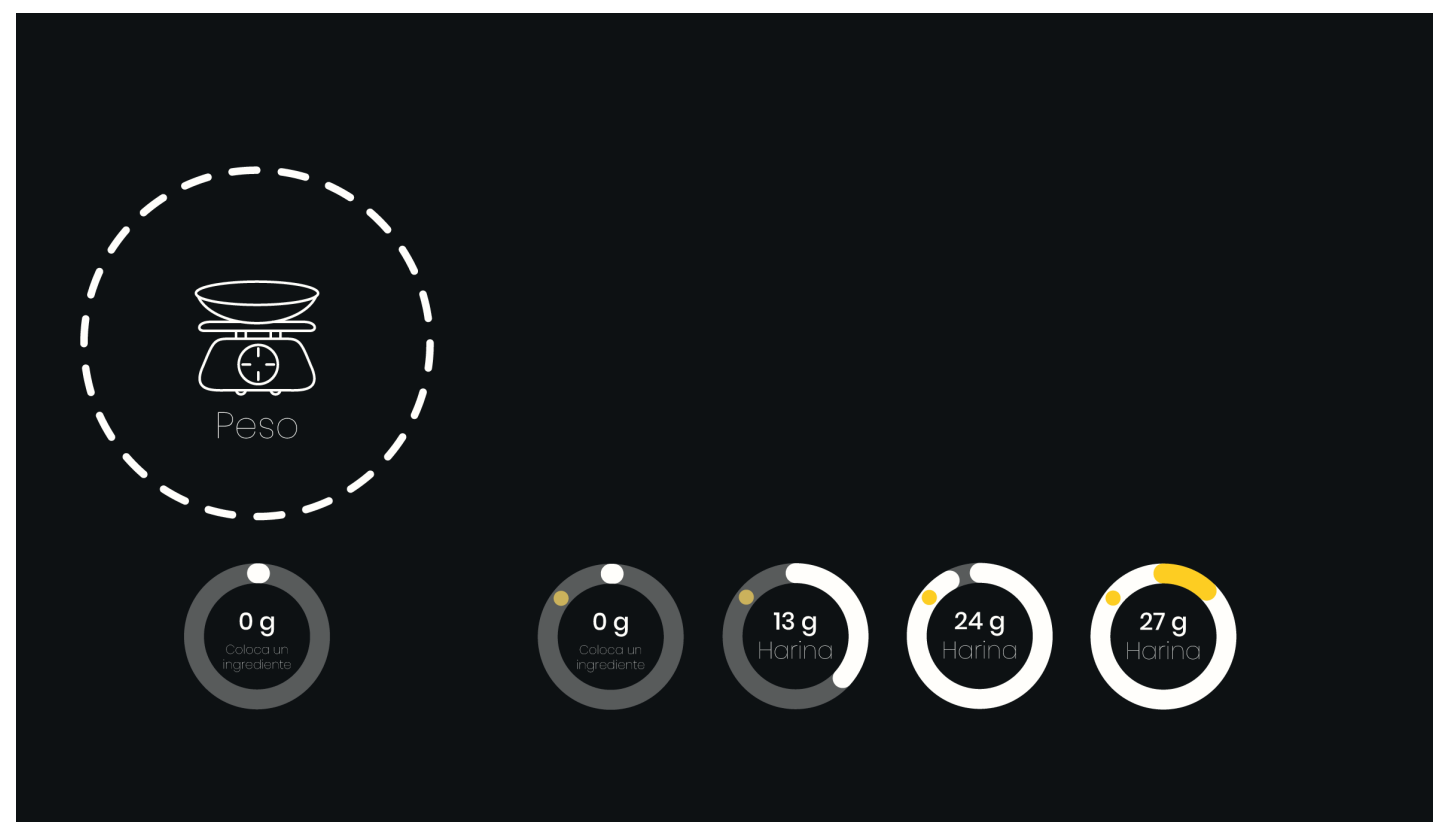 Peso
0 g
Coloca un
ingrediente
0 g
Coloca un
ingrediente
13 g
Harina
24 g
Harina
27 g
Harina